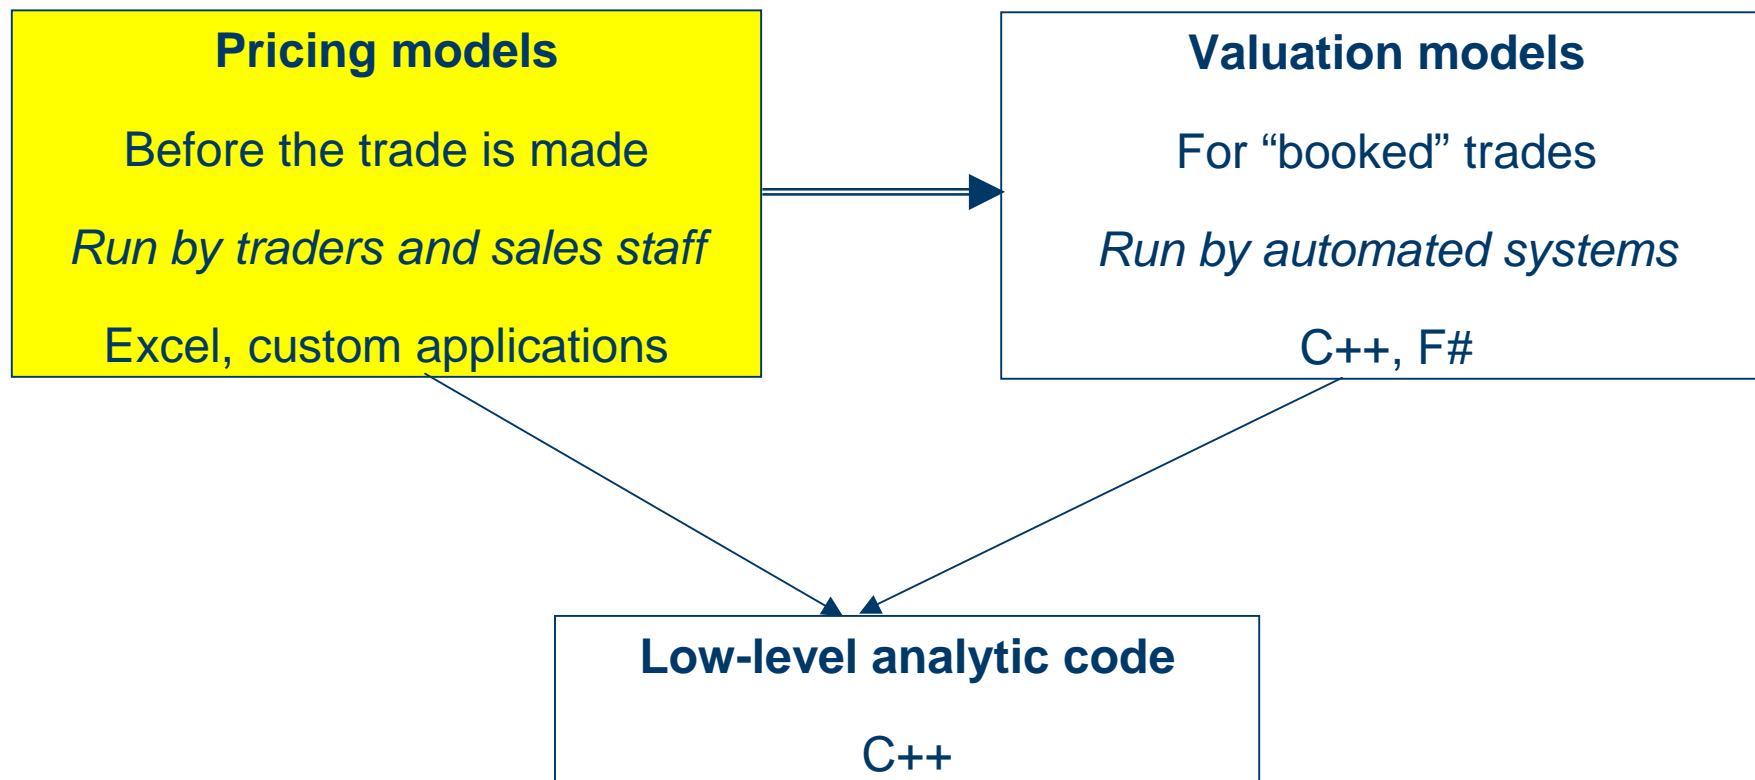 Pricing models
Before the trade is made
Run by traders and sales staff
Excel, custom applications
Valuation models
For “booked” trades
Run by automated systems
C++, F#
Low-level analytic code
C++